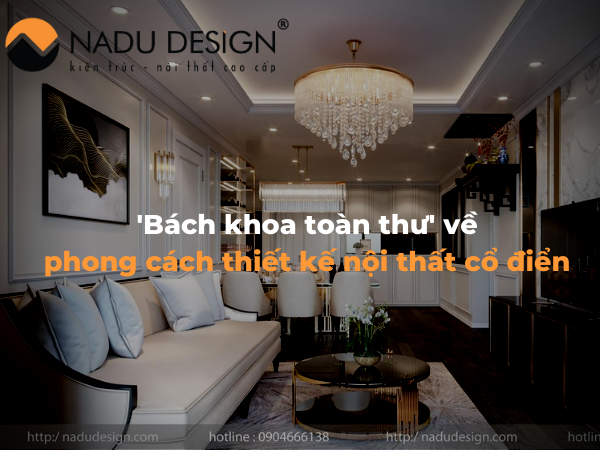 NADU DESIGN®
kiến trúc - nội thất cao cấp
'Bách khoa toàn thư' về
phong cách thiết kế nội thất cổ điển
http:/ nadudesign.com hotline : 0904666138 http:/ nadudesign.com